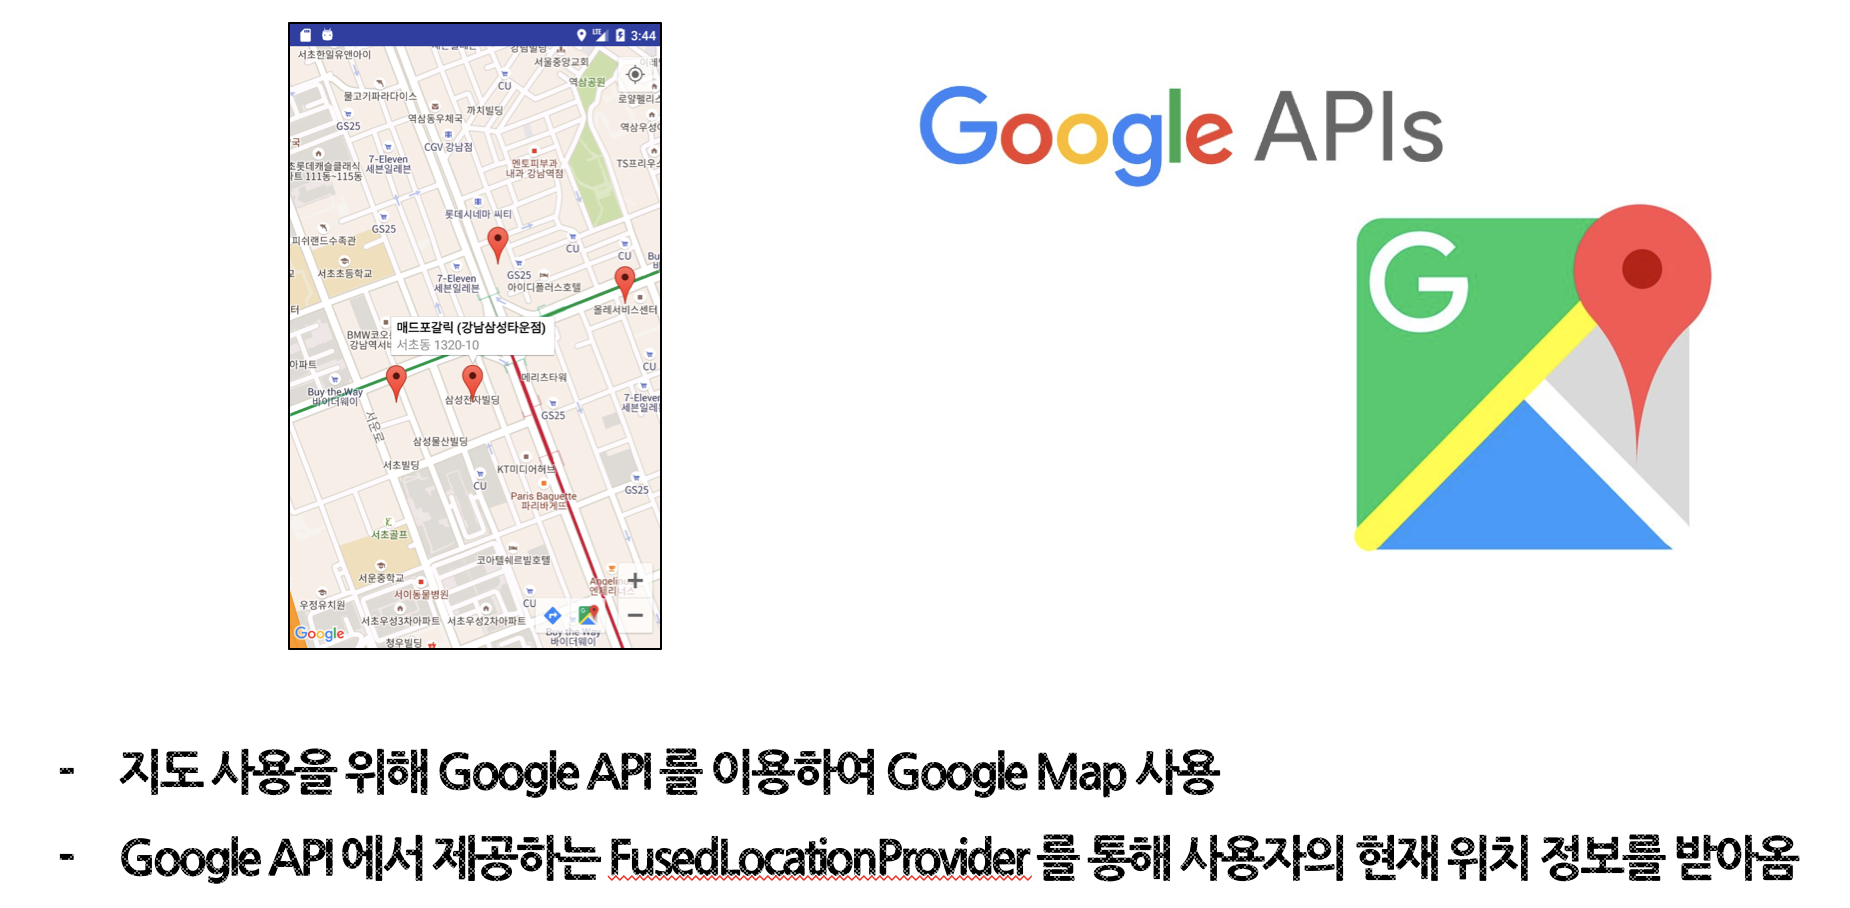 3:44
서초한일유앤아이
서울중앙교회
CU
역삼공원
물고기파라다이스
로얄팰리스
까치빌딩
역삼동우체국
GS25
역삼우성
CGV 강남점
7-Eleven
세븐일레븐
멘토피부과
내과 강남역점
TS프리우스
초롯데캐슬클래식
트 111동~115동
롯데시네마 씨티
GS25
피쉬랜드수족관
CU
CU
서초초등학교
7-Eleven
세븐일레븐
GS25
아이디플러스호텔
올레서비스센터
매드포갈릭 (강남삼성타운점)
서초동 1320-10
BMW코오
강남역서비
아파트
CU
메리츠타워
Buy the Way
바이더웨이
삼성전자빌딩
7-Eleven
세븐일레
GS25
서운로
삼성물산빌딩
서초빌딩
KT미디어허브
CU
Paris Baguette
파리바게뜨
GS25
서초골프
코아텔쉐르빌호텔
서운중학교
서이동물병원
우정유치원
CU
서초우성3차아파트
서초우성2차아파트
Google
청우빌딩
Buy the Way
바이더웨이
Google APIs
G
- 지도 사용을 위해 Google API 를 이용하여 Google Map 사용
- Google API 에서 제공하는 FusedLocationProvider 를 통해 사용자의 현재 위치 정보를 받아옴